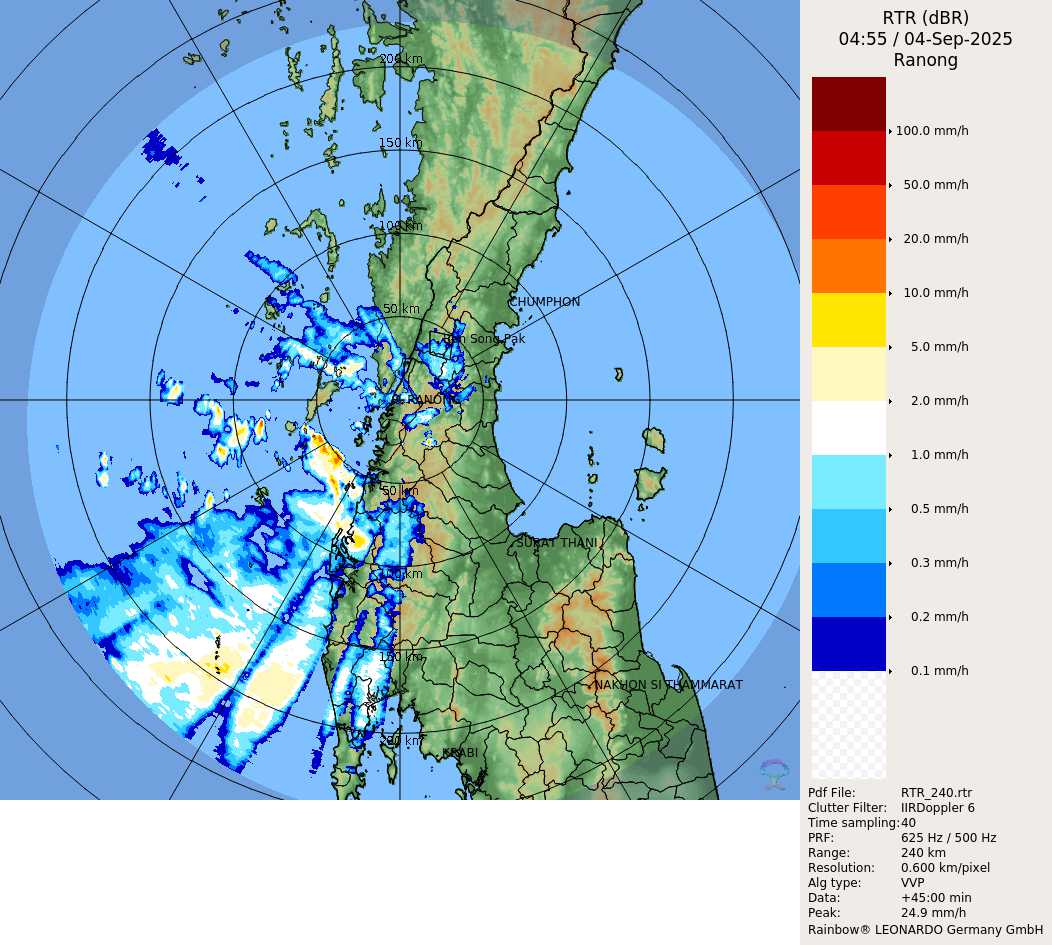 RTR (dBR)
04:55 / 04-Sep-2025
Ranong
200 km
150 km
100 km
50 km
CHUMPHON
Ban Song Pak
RANONG
50 km
SURAT THANI
100 km
150 km
NAKHON SI THAMMARAT
200 km
KRABI
100.0 mm/h
50.0 mm/h
20.0 mm/h
10.0 mm/h
5.0 mm/h
2.0 mm/h
1.0 mm/h
0.5 mm/h
0.3 mm/h
0.2 mm/h
0.1 mm/h
Pdf File: RTR_240.rtr
Clutter Filter: IIRDoppler 6
Time sampling:40
PRF: 625 Hz / 500 Hz
Range: 240 km
Resolution: 0.600 km/pixel
Alg type: VVP
Data: +45:00 min
Peak: 24.9 mm/h
Rainbow® LEONARDO Germany GmbH